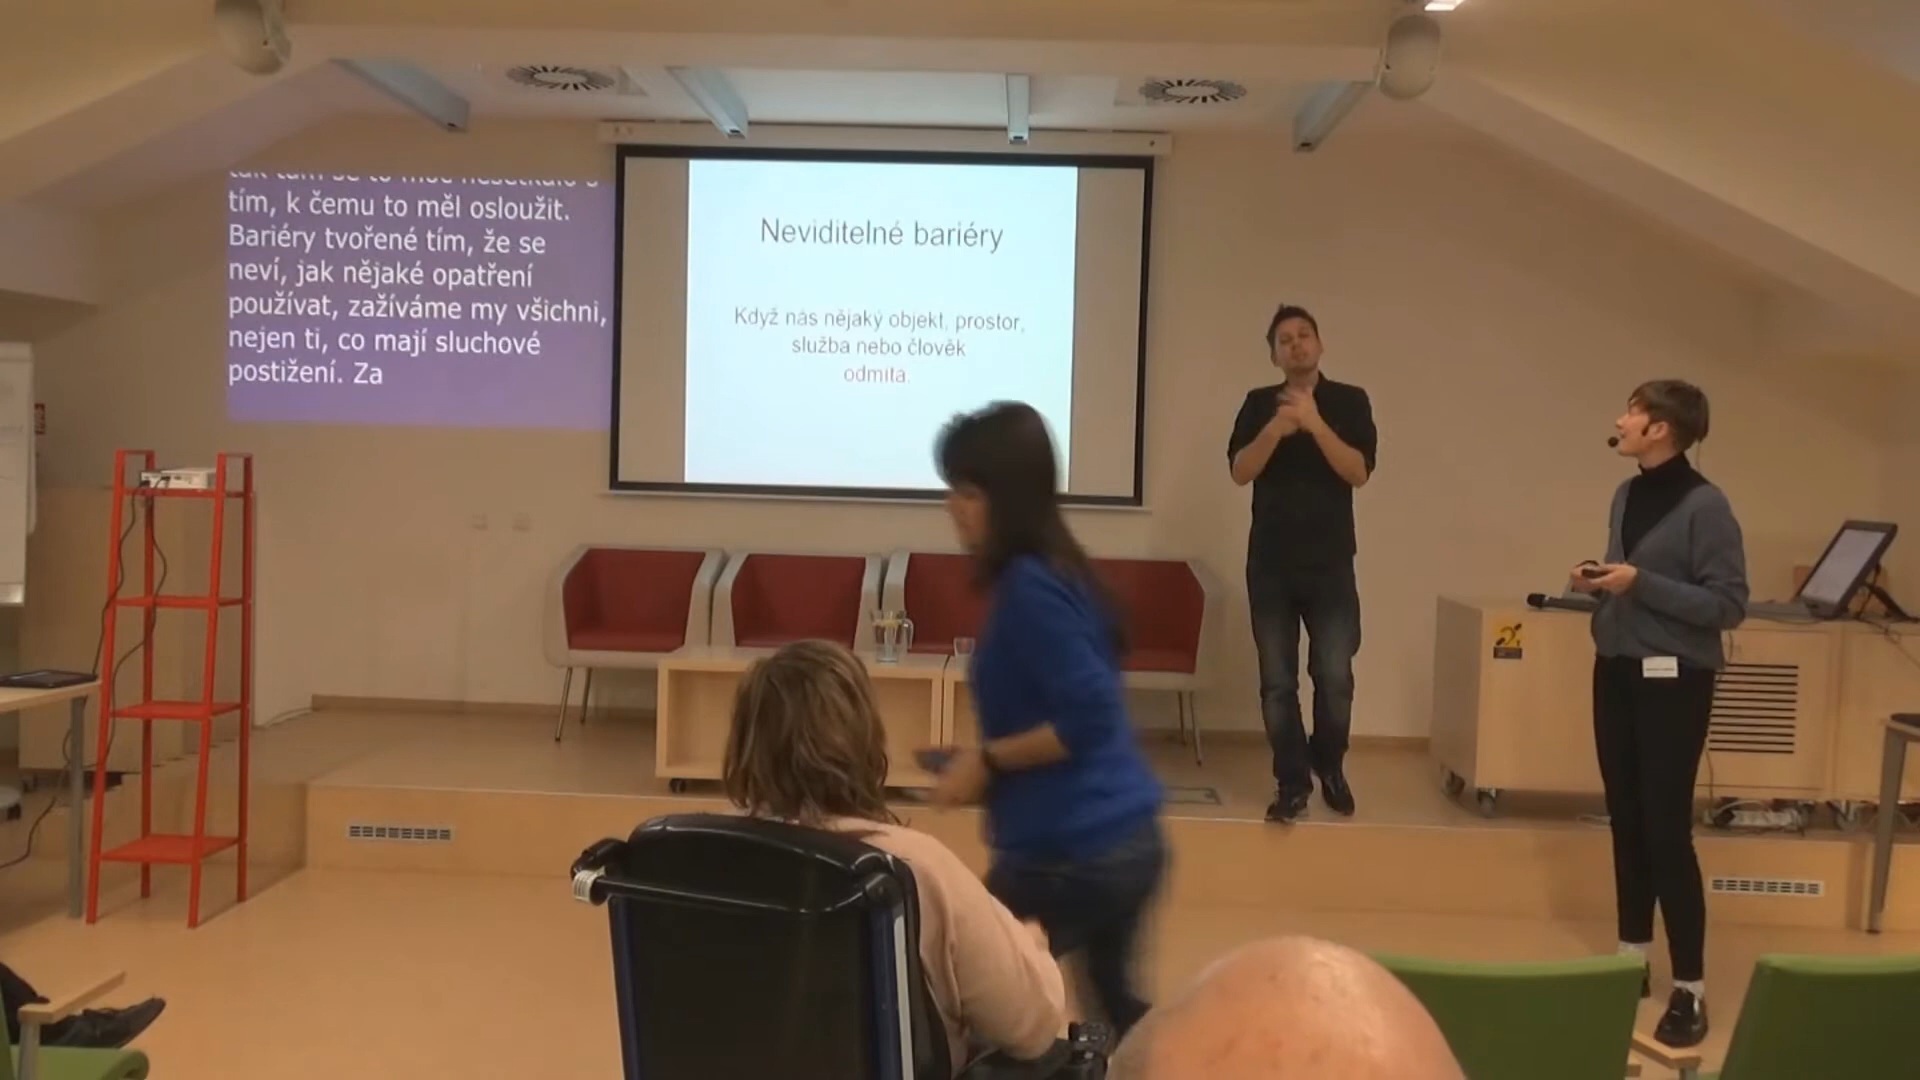 tím, k čemu to měl osloužit.
Bariéry tvořené tím, že se
neví, jak nějaké opatření
používat, zažíváme my všichni,
nejen ti, co mají sluchové
postižení. Za
Neviditelné bariéry
Když nás nějaký objekt, prostor,
služba nebo člověk
odmítá.